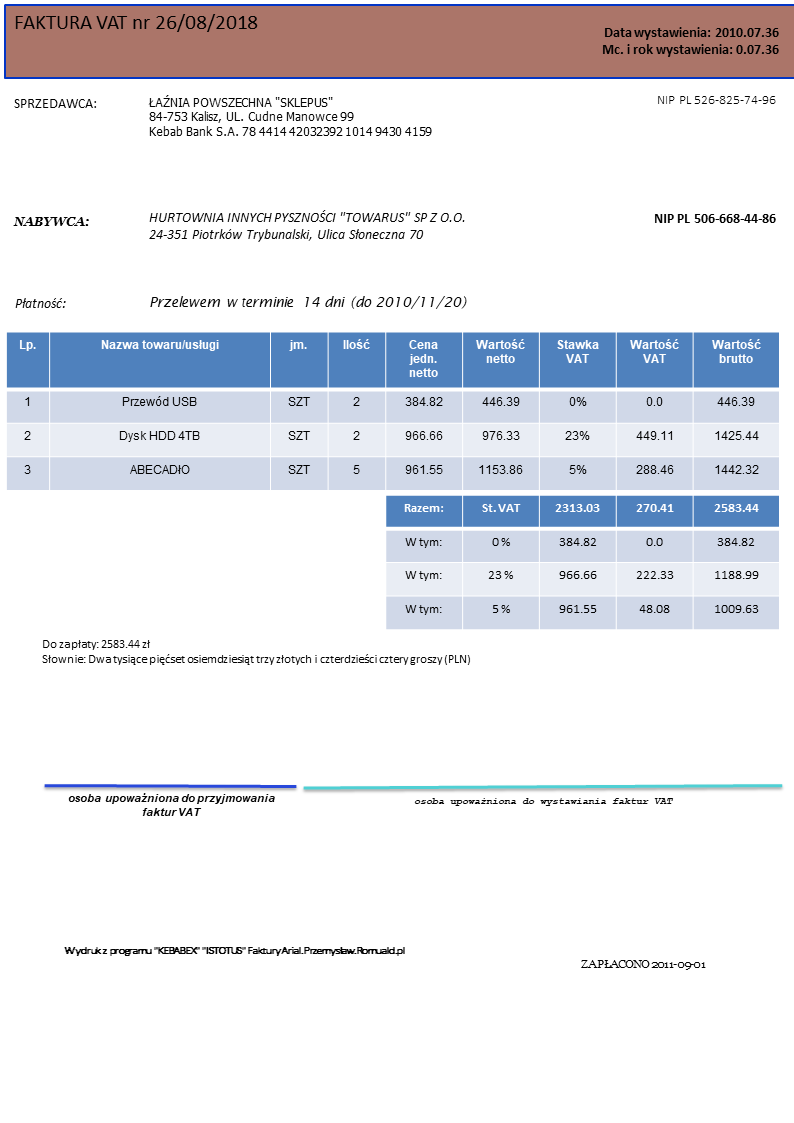 FAKTURA VAT nr 26/08/2018
Data wystawienia: 2010.07.36
Mc. i rok wystawienia: 0.07.36
SPRZEDAWCA:
ŁAŹNIA POWSZECHNA "SKLEPUS"
NIP PL 526-825-74-96
84-753 Kalisz, UL. Cudne Manowce 99
Kebab Bank S.A. 78 4414 42032392 1014 9430 4159
NABYWCA:
HURTOWNIA INNYCH PYSZNOŚCI "TOWARUS" SP Z O.O.
NIP PL 506-668-44-86
24-351 Piotrków Trybunalski, Ulica Słoneczna 70
Płatność:
Przelewem w terminie 14 dni (do 2010/11/20)
Lp. Nazwa towaru/usługi jm. Ilość Cena jedn. netto Wartość netto Stawka VAT Wartość VAT Wartość brutto
1 Przewód USB SZT 2 384.82 446.39 0% 0.0 446.39
2 Dysk HDD 4TB SZT 2 966.66 976.33 23% 449.11 1425.44
3 ABECADłO SZT 5 961.55 1153.86 5% 288.46 1442.32
Razem: St. VAT 2313.03 270.41 2583.44
W tym: 0 % 384.82 0.0 384.82
W tym: 23 % 966.66 222.33 1188.99
W tym: 5 % 961.55 48.08 1009.63
Do zapłaty: 2583.44 zł
Słownie: Dwa tysiące pięćset osiemdziesiąt trzy złotych i czterdzieści cztery groszy (PLN)
osoba upoważniona do przyjmowania
faktur VAT
osoba upoważniona do wystawiania faktur VAT
Wydruk z programu "KEBABEX" "ISTOTUS" Faktury Arial.Przemysław.Romuald.pl
ZAPŁACONO 2011-09-01